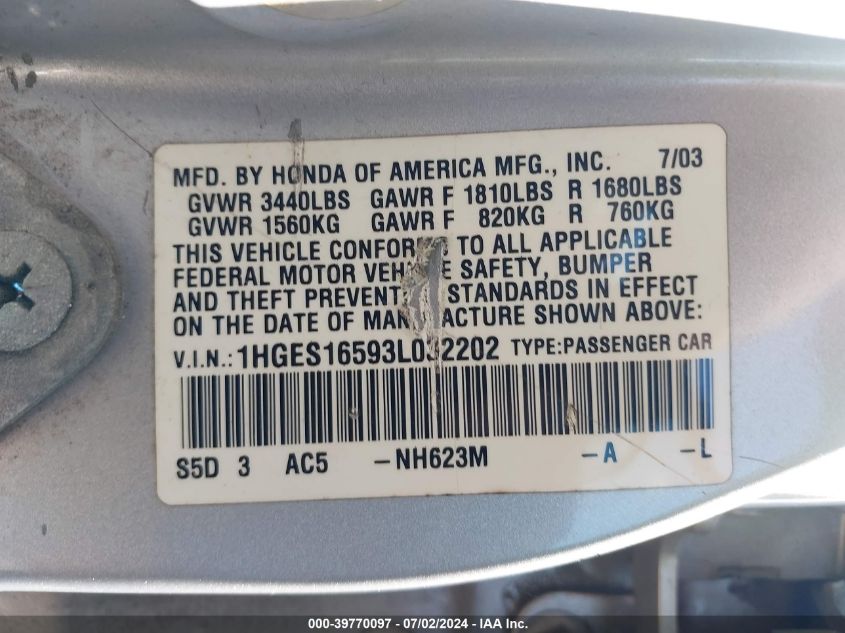 MFD. BY HONDA OF AMERICA MFG., INC. 7/03
GVWR 3440LBS GAWR F 1810LBS R 1680LBS
GVWR 1560KG GAWR F 820KG R 760KG
THIS VEHICLE CONFOR TO ALL APPLICABLE
FEDERAL MOTOR VEH E SAFETY, BUMPER
AND THEFT PREVENT STANDARDS IN EFFECT
ON THE DATE OF MAN FACTURE SHOWN ABOVE:
V.I.N.: TYPE:PASSENGER CAR
S5D 3 AC5 -NH623M -A -L
000-39770097 - 07/02/2024 - IAA Inc.